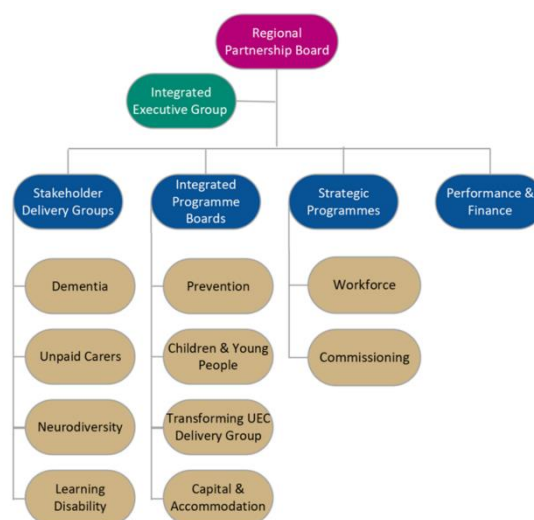 Regional
Partnership Board
Integrated
Executive Group
Stakeholder
Delivery Groups
Integrated
Programme
Boards
Strategic
Programmes
Performance &
Finance
Dementia
Prevention
Workforce
Unpaid Carers
Children & Young
People
Commissioning
Neurodiversity
Transforming UEC
Delivery Group
Learning
Disability
Capital &
Accommodation